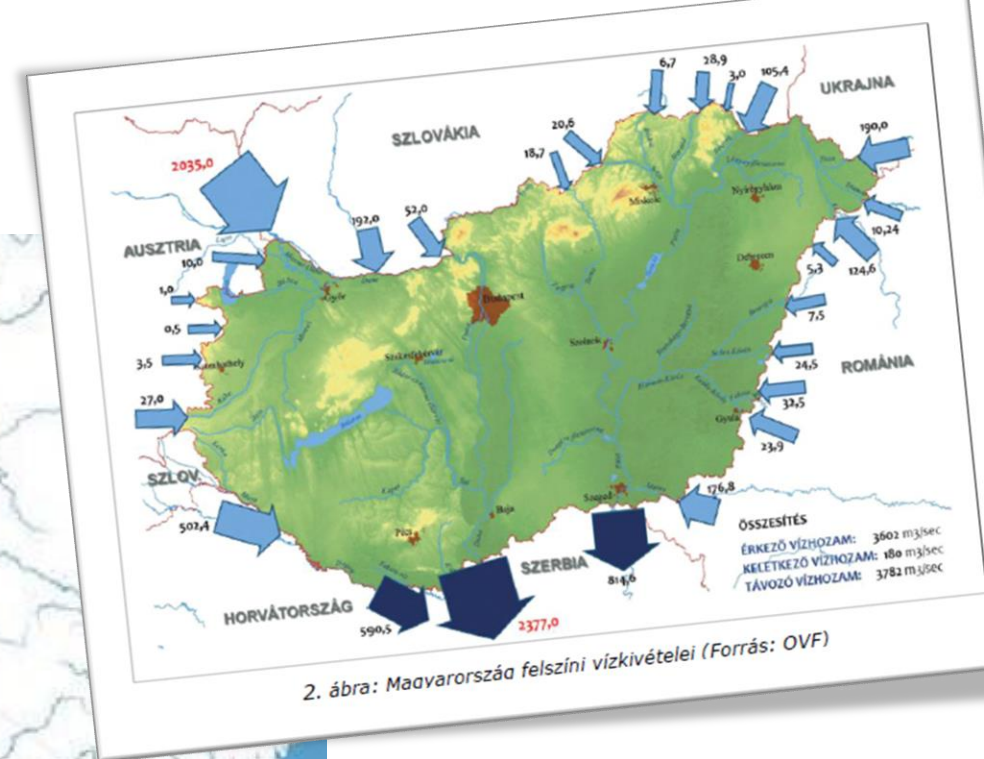 6,7
28,9
3,0
105,4
UKRAJNA
SZLOVÁKIA
20,6
18,7
190,0
2035,0
192,0
52,0
Miskolc
Nyíregyháza
10,24
AUSZTRIA
10,0
Debrecen
5,3
124,6
1,0
Győr
Duna
Budapest
7,5
0,5
Szolnok
Székesfehérvár
24,5
ROMÁNIA
3,5
Szombathely
32,5
27,0
Gyula
23,9
SZLOV.
176,8
Szeged
502,4
Baja
Pécs
ÖSSZESÍTÉS
ÉRKEZŐ VÍZHOZAM: 3602 m3/sec
KELETKEZŐ VÍZHOZAM: 180 m3/sec
TÁVOZÓ VÍZHOZAM: 3782 m3/sec
SZERBIA
814,6
HORVÁTORSZÁG
590,5
2377,0
2. ábra: Magyarország felszíni vízkivételei (Forrás: OVF)